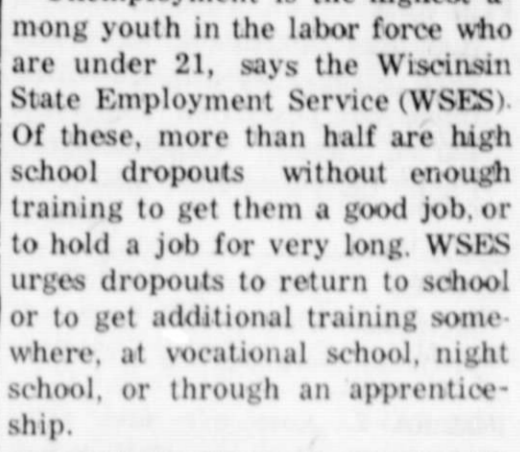 mong youth in the labor force who
are under 21, says the Wiscinsin
State Employment Service (WSES).
Of these, more than half are high
school dropouts without enough
training to get them a good job, or
to hold a job for very long. WSES
urges dropouts to return to school
or to get additional training some-
where, at vocational school, night
school, or through an apprentice-
ship.